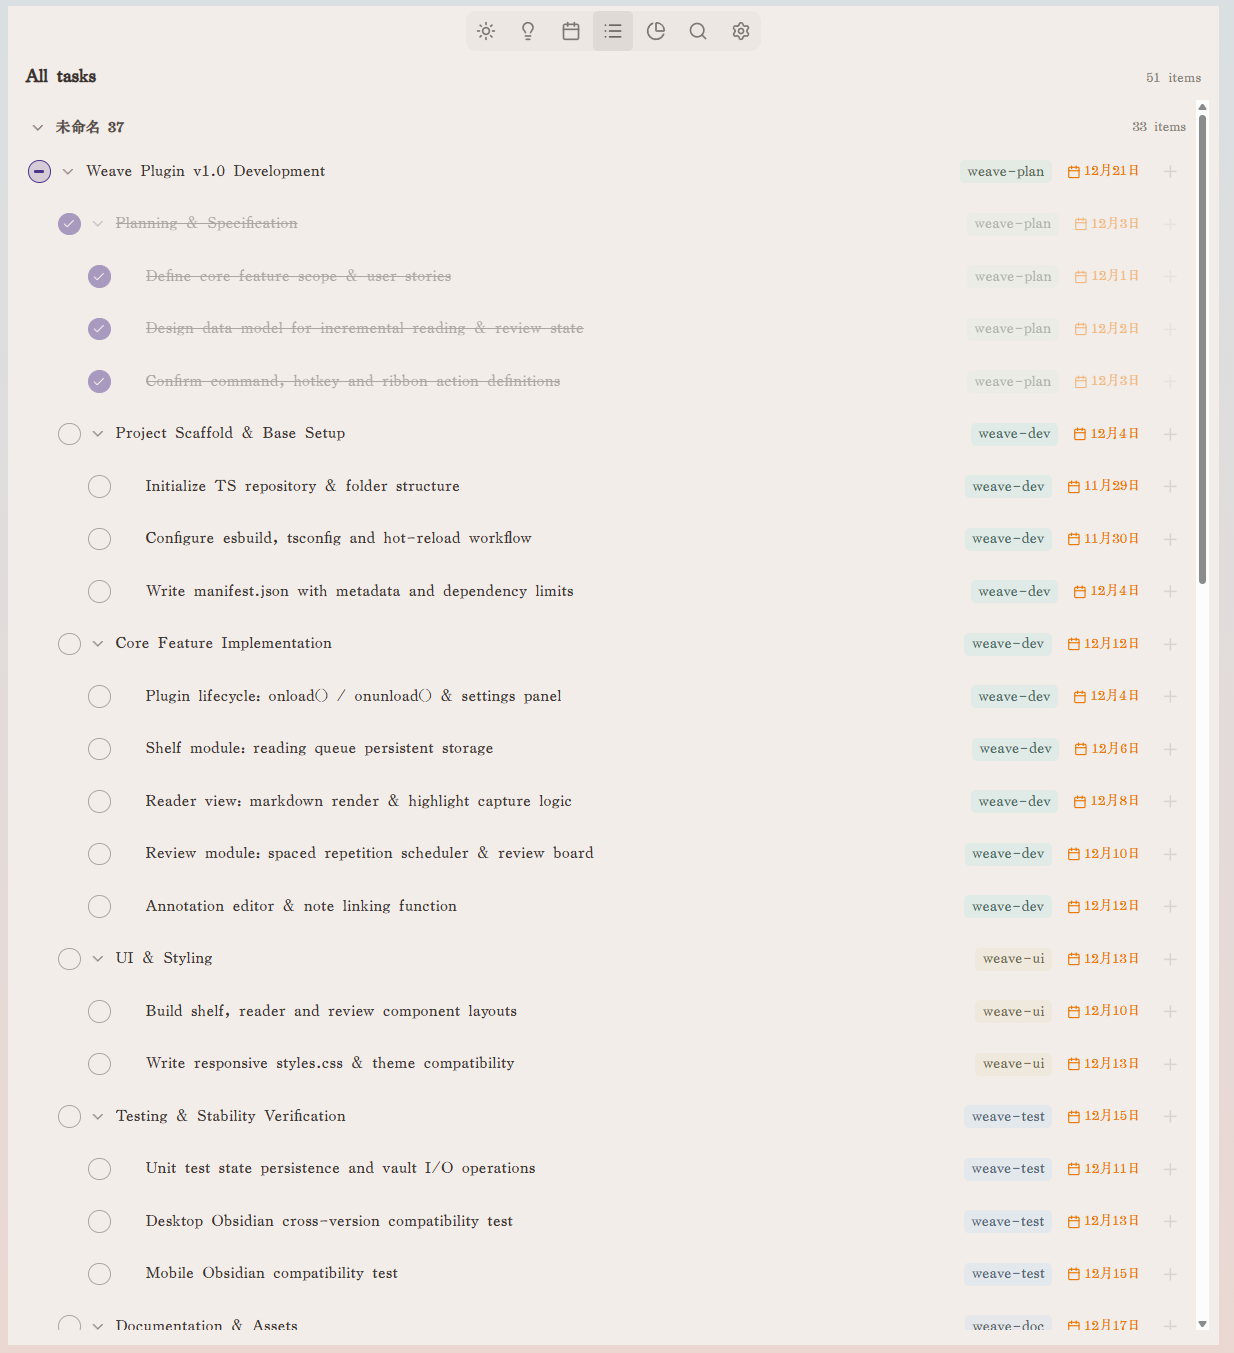 All tasks 51 items
未命名 37 33 items
Weave Plugin v1.0 Development weave-plan 12月21日
Planning & Specification weave-plan 12月3日
Define core feature scope & user stories weave-plan 12月1日
Design data model for incremental reading & review state weave-plan 12月2日
Confirm command, hotkey and ribbon action definitions weave-plan 12月3日
Project Scaffold & Base Setup weave-dev 12月4日
Initialize TS repository & folder structure weave-dev 11月29日
Configure esbuild, tsconfig and hot-reload workflow weave-dev 11月30日
Write manifest.json with metadata and dependency limits weave-dev 12月4日
Core Feature Implementation weave-dev 12月12日
Plugin lifecycle: onload() / onunload() & settings panel weave-dev 12月4日
Shelf module: reading queue persistent storage weave-dev 12月6日
Reader view: markdown render & highlight capture logic weave-dev 12月8日
Review module: spaced repetition scheduler & review board weave-dev 12月10日
Annotation editor & note linking function weave-dev 12月12日
UI & Styling weave-ui 12月13日
Build shelf, reader and review component layouts weave-ui 12月10日
Write responsive styles.css & theme compatibility weave-ui 12月13日
Testing & Stability Verification weave-test 12月15日
Unit test state persistence and vault I/O operations weave-test 12月11日
Desktop Obsidian cross-version compatibility test weave-test 12月13日
Mobile Obsidian compatibility test weave-test 12月15日
Documentation & Assets weave-doc 12月17日